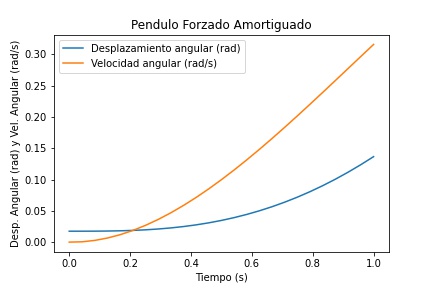 Pendulo Forzado Amortiguado
Desplazamiento angular (rad)
Velocidad angular (rad/s)
Desp. Angular (rad) y Vel. Angular (rad/s)
0.30
0.25
0.20
0.15
0.10
0.05
0.00
0.0 0.2 0.4 0.6 0.8 1.0
Tiempo (s)